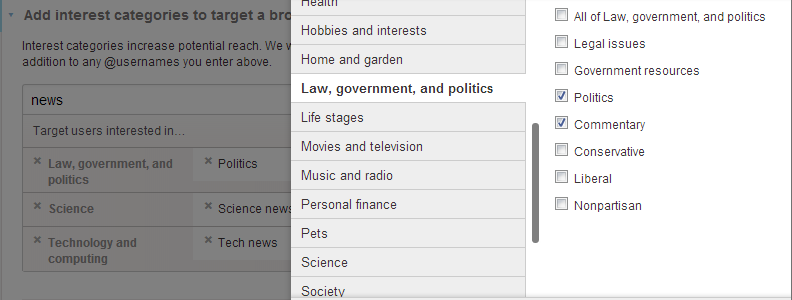 Add interest categories to target a bro
Interest categories increase potential reach. We w
addition to any @usernames you enter above.
news
Target users interested in...
Law, government, and
politics
Politics
Science
Science news
Technology and
computing
Tech news
Health
Hobbies and interests
Home and garden
Law, government, and politics
Life stages
Movies and television
Music and radio
Personal finance
Pets
Science
Society
All of Law, government, and politics
Legal issues
Government resources
Politics
Commentary
Conservative
Liberal
Nonpartisan